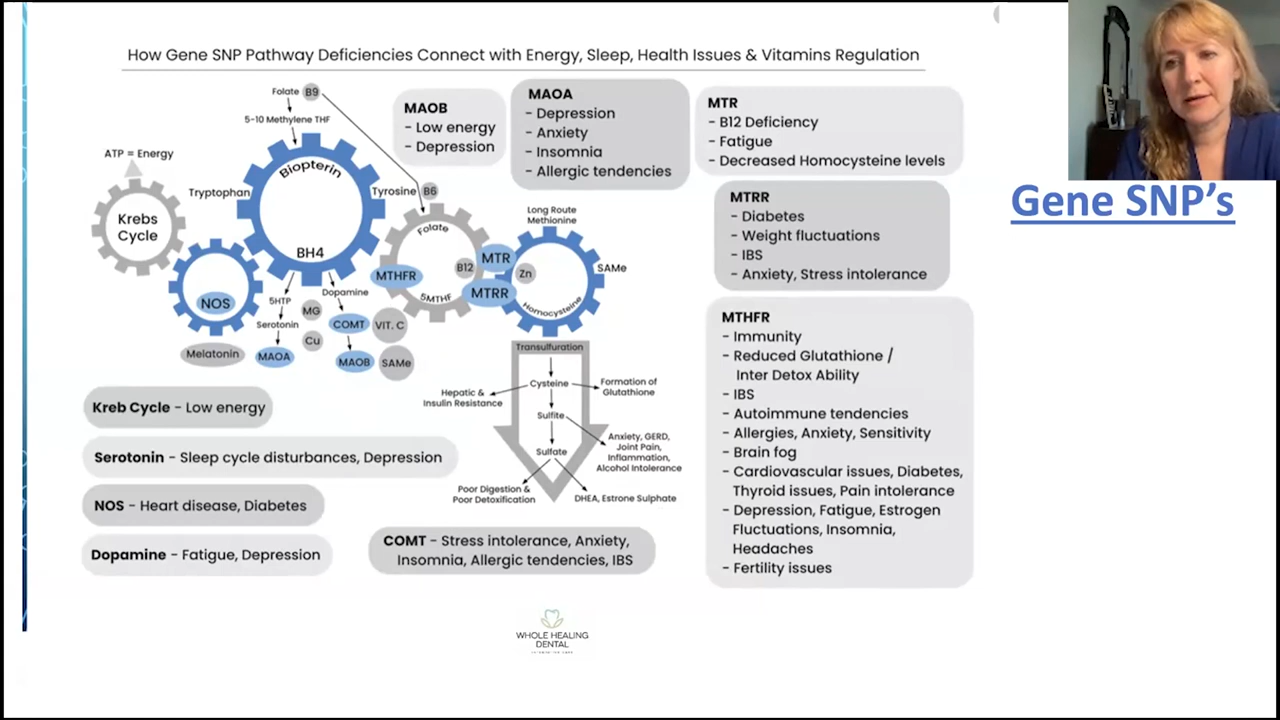 How Gene SNP Pathway Deficiencies Connect with Energy, Sleep, Health Issues & Vitamins Regulation
Gene SNP's
Folate B9
5-10 Methylene THF
ATP = Energy
Krebs
Cycle
Tryptophan
Biopterin
BH4
Tyrosine B6
NOS
5HTP
Serotonin
MAOA
Melatonin
MG
Cu
Dopamine
COMT
VIT. C
MAOB
SAMe
Folate
MTHFR
B12
5MTHF
MTR
MTRR
Long Route
Methionine
Zn
SAMe
Homocysteine
Transulfuration
Cysteine
Sulfite
Sulfate
Hepatic &
Insulin Resistance
Formation of
Glutathione
Anxiety, GERD,
Joint Pain,
Inflammation,
Alcohol Intolerance
Poor Digestion &
Poor Detoxification
DHEA, Estrone Sulphate
MAOB
- Low energy
- Depression
MAOA
- Depression
- Anxiety
- Insomnia
- Allergic tendencies
MTR
- B12 Deficiency
- Fatigue
- Decreased Homocysteine levels
MTRR
- Diabetes
- Weight fluctuations
- IBS
- Anxiety, Stress intolerance
MTHFR
- Immunity
- Reduced Glutathione /
Inter Detox Ability
- IBS
- Autoimmune tendencies
- Allergies, Anxiety, Sensitivity
- Brain fog
- Cardiovascular issues, Diabetes,
Thyroid issues, Pain intolerance
- Depression, Fatigue, Estrogen
Fluctuations, Insomnia,
Headaches
- Fertility issues
Kreb Cycle - Low energy
Serotonin - Sleep cycle disturbances, Depression
NOS - Heart disease, Diabetes
Dopamine - Fatigue, Depression
COMT - Stress intolerance, Anxiety,
Insomnia, Allergic tendencies, IBS
WHOLE HEALING
DENTAL